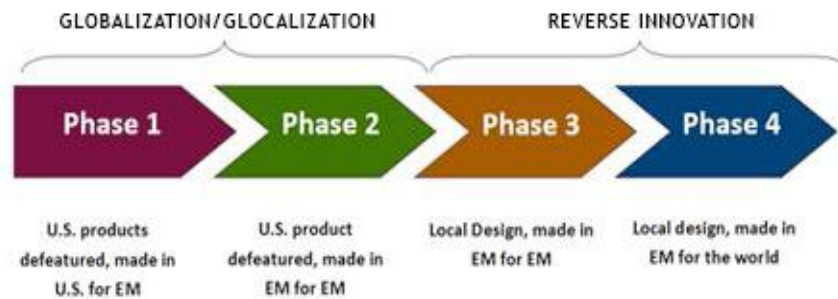 GLOBALIZATION/GLOCALIZATION
REVERSE INNOVATION
Phase 1
Phase 2
Phase 3
Phase 4
U.S. products
defeatured, made in
U.S. for EM
U.S. product
defeatured, made in
EM for EM
Local Design, made in
EM for EM
Local design, made in
EM for the world